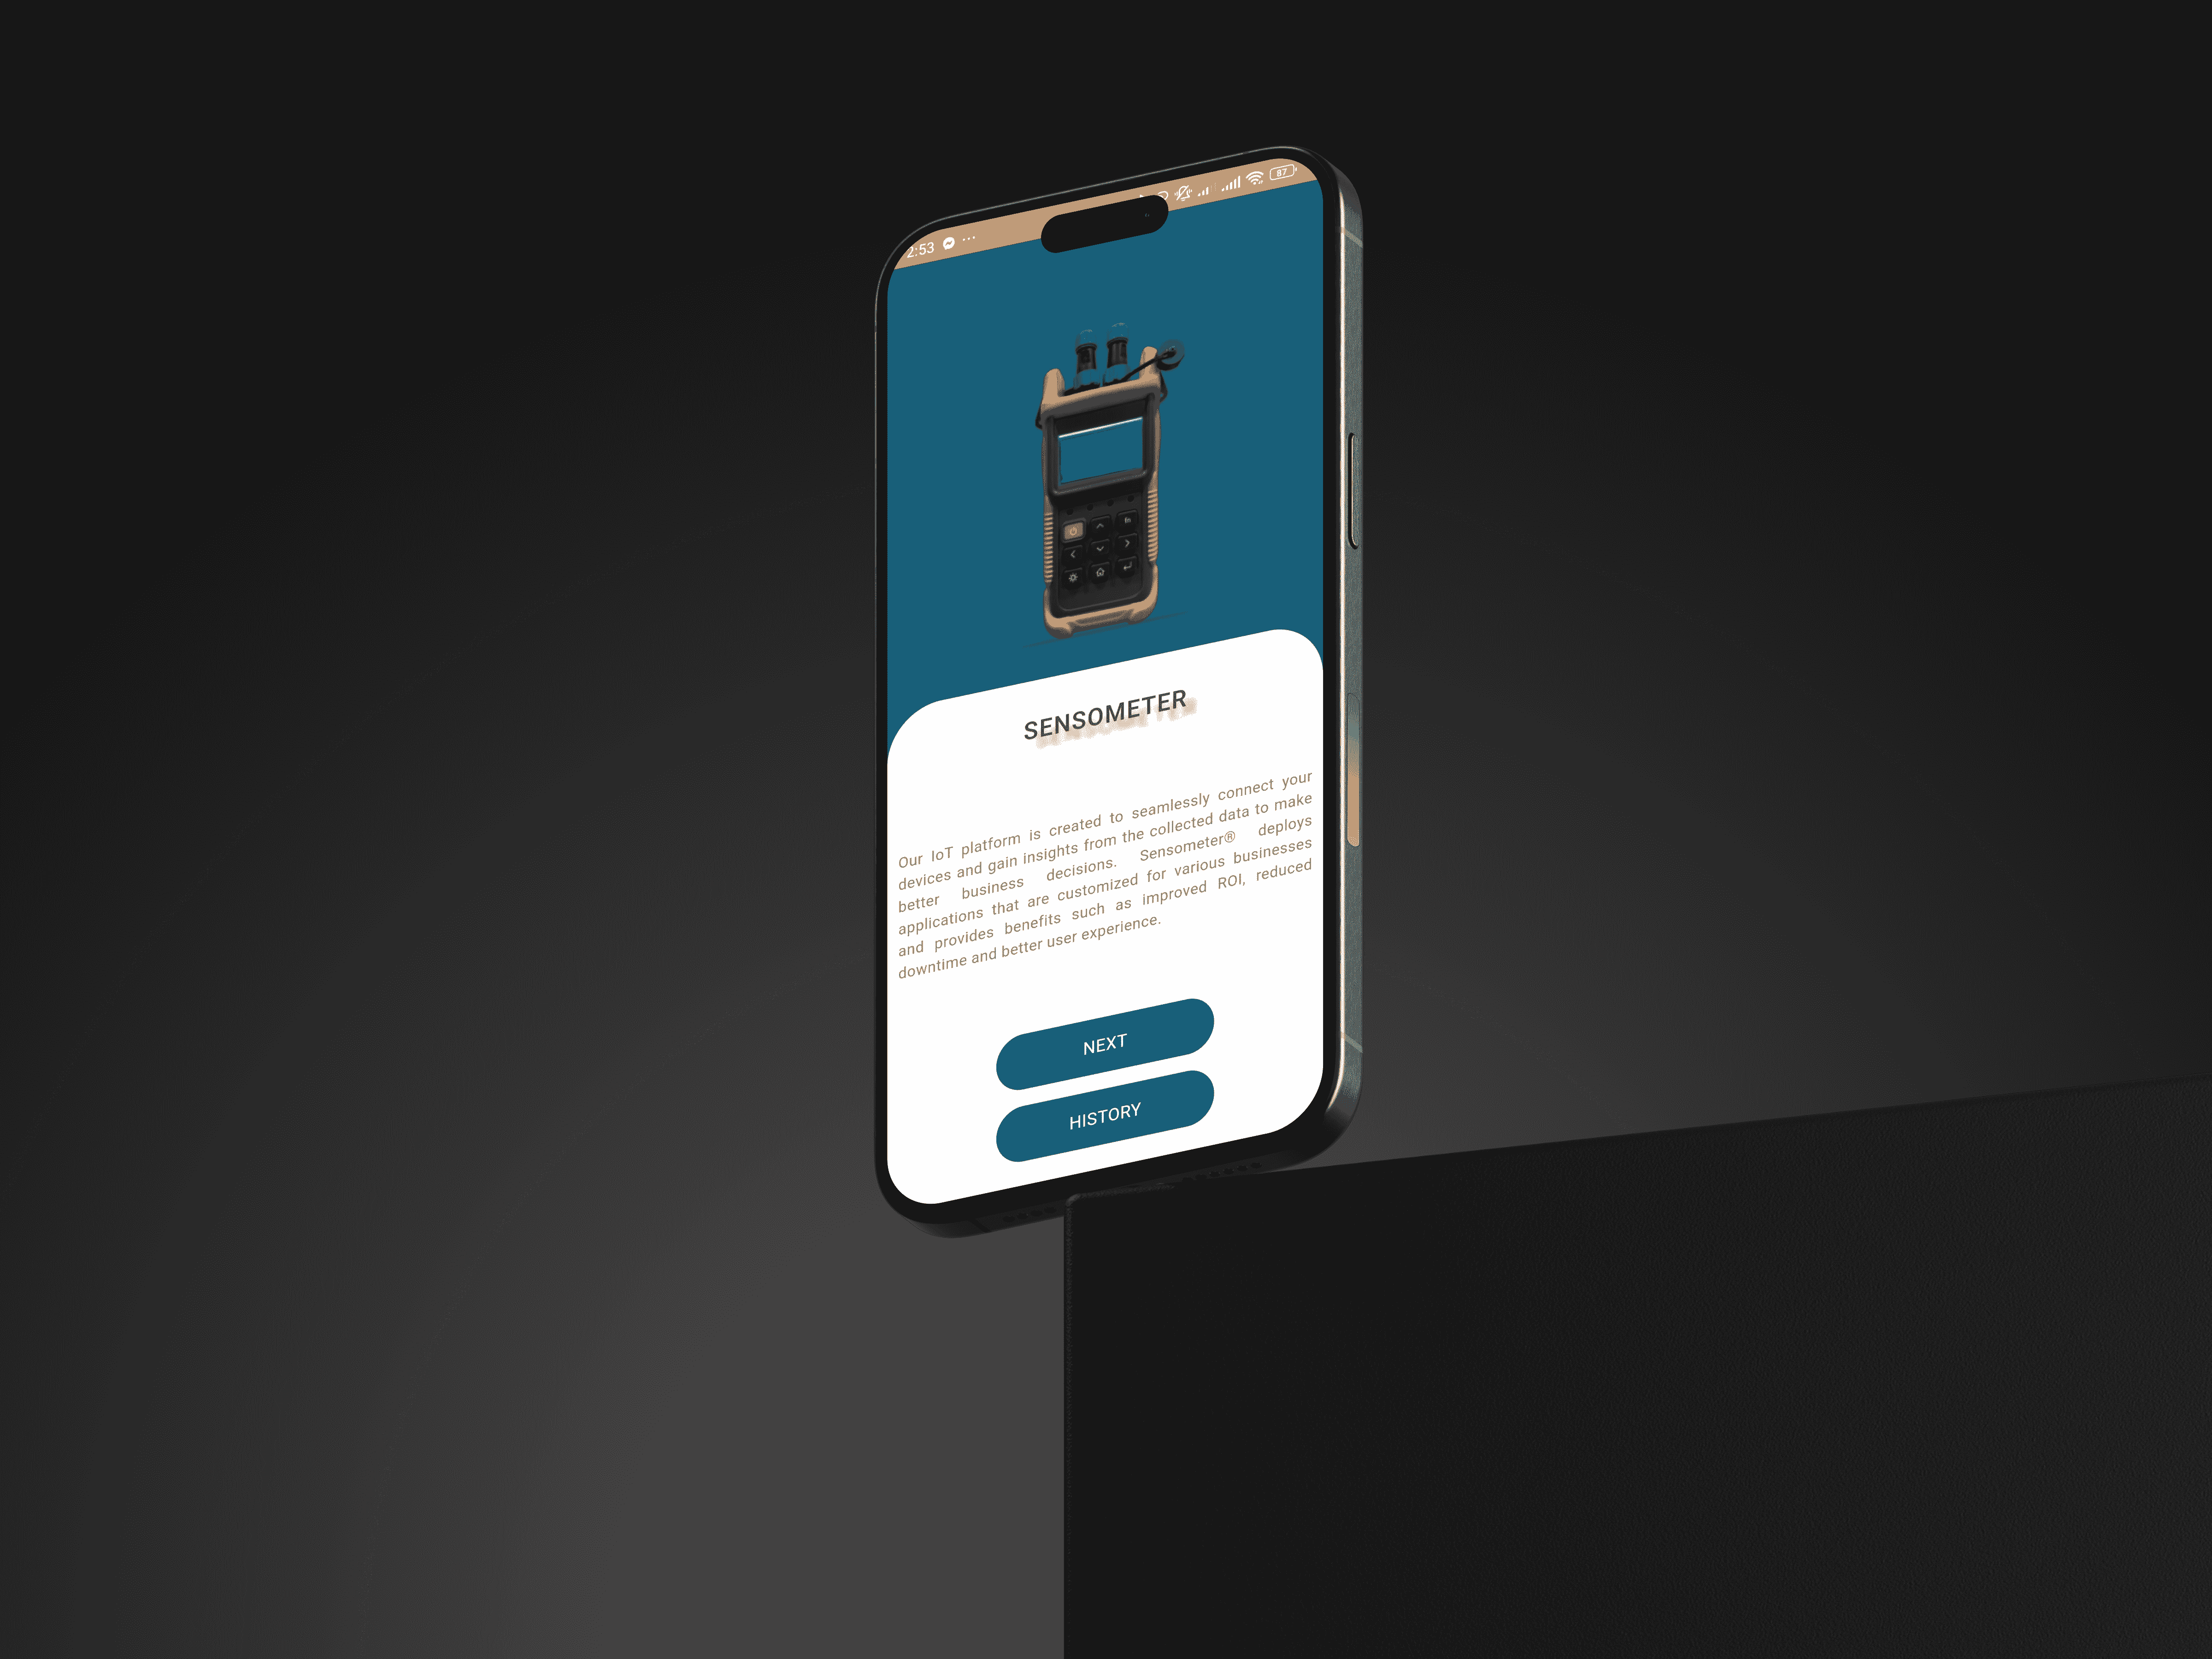 2:53 ...
87
SENSOMETER
Our IoT platform is created to seamlessly connect your
devices and gain insights from the collected data to make
better business decisions. Sensometer® deploys
applications that are customized for various businesses
and provides benefits such as improved ROI, reduced
downtime and better user experience.
NEXT
HISTORY